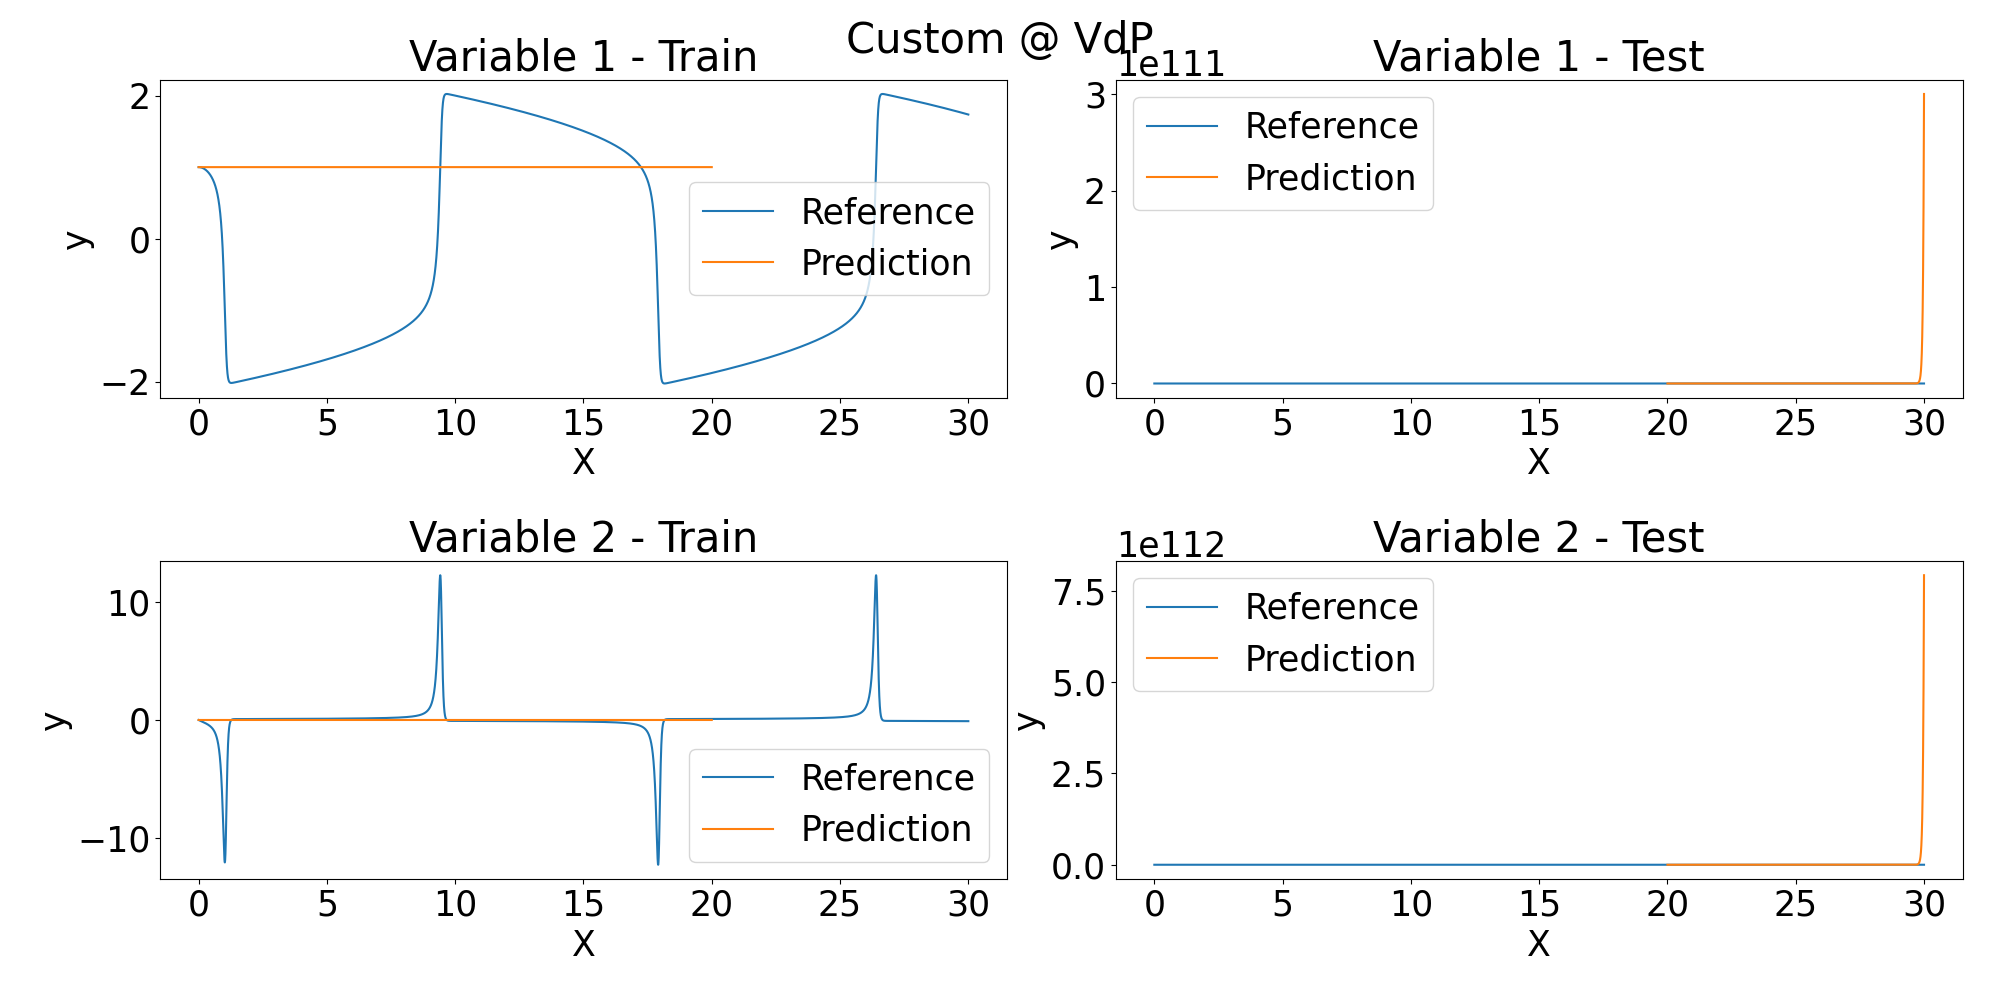 Custom @ VdP
Variable 1 - Train
2
0
−2
y
0 5 10 15 20 25 30
X
Reference
Prediction
Variable 1 - Test
1e111
3
2
1
0
y
0 5 10 15 20 25 30
X
Reference
Prediction
Variable 2 - Train
10
0
−10
y
0 5 10 15 20 25 30
X
Reference
Prediction
Variable 2 - Test
1e112
7.5
5.0
2.5
0.0
y
0 5 10 15 20 25 30
X
Reference
Prediction